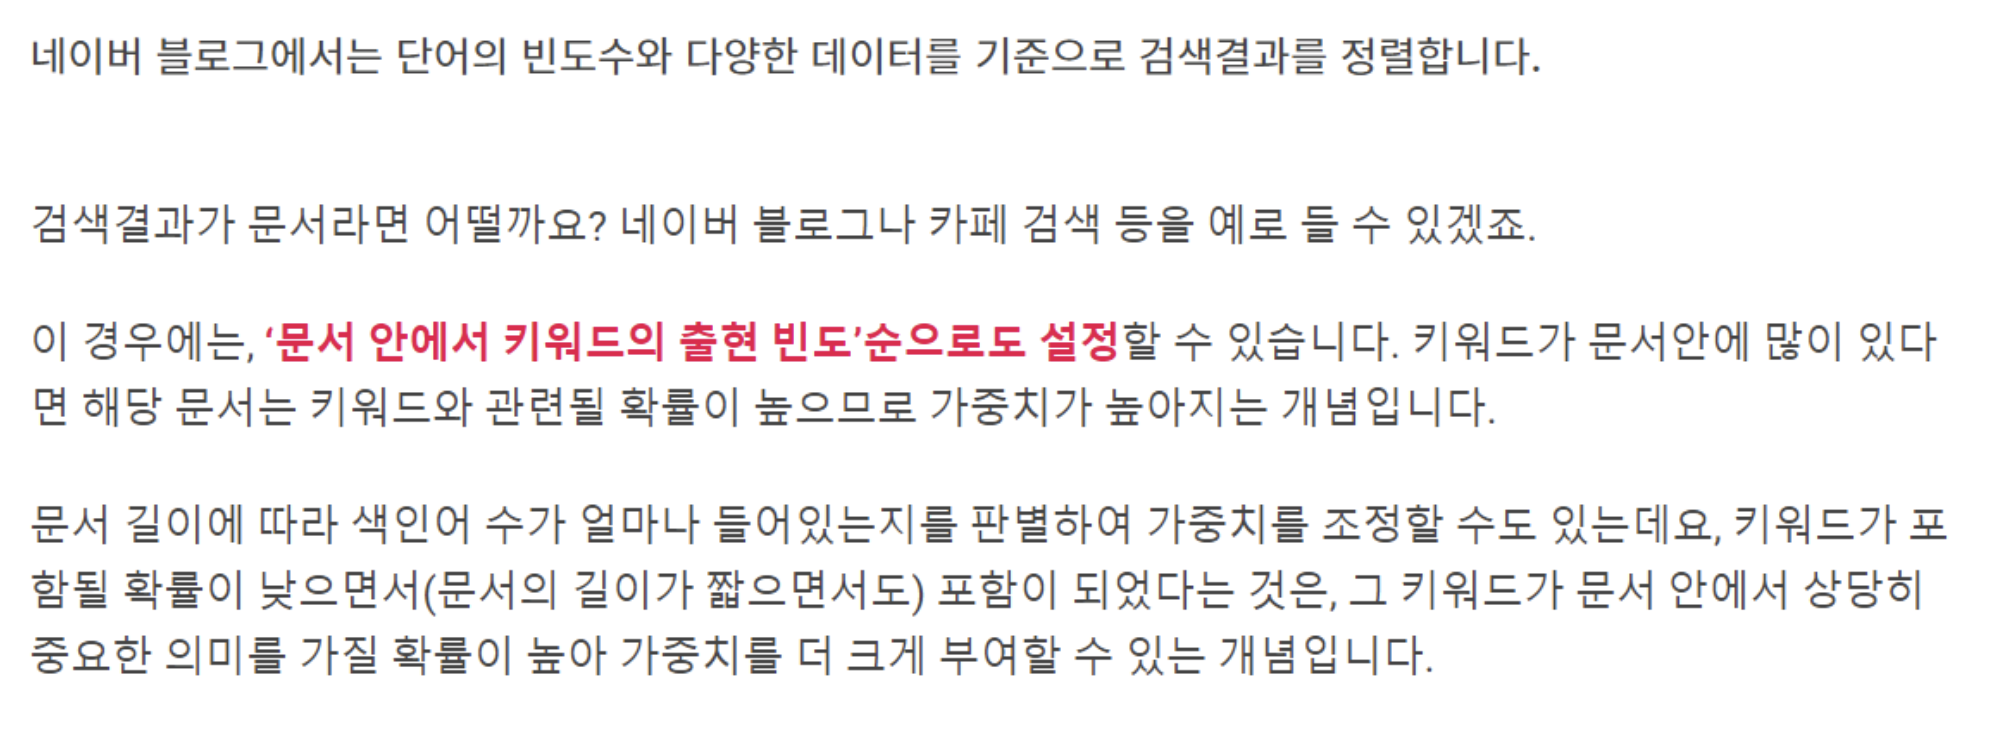 네이버 블로그에서는 단어의 빈도수와 다양한 데이터를 기준으로 검색결과를 정렬합니다.
검색결과가 문서라면 어떨까요? 네이버 블로그나 카페 검색 등을 예로 들 수 있겠죠.
이 경우에는, ‘문서 안에서 키워드의 출현 빈도’순으로도 설정할 수 있습니다. 키워드가 문서안에 많이 있다
면 해당 문서는 키워드와 관련될 확률이 높으므로 가중치가 높아지는 개념입니다.
문서 길이에 따라 색인어 수가 얼마나 들어있는지를 판별하여 가중치를 조정할 수도 있는데요, 키워드가 포
함될 확률이 낮으면서(문서의 길이가 짧으면서도) 포함이 되었다는 것은, 그 키워드가 문서 안에서 상당히
중요한 의미를 가질 확률이 높아 가중치를 더 크게 부여할 수 있는 개념입니다.